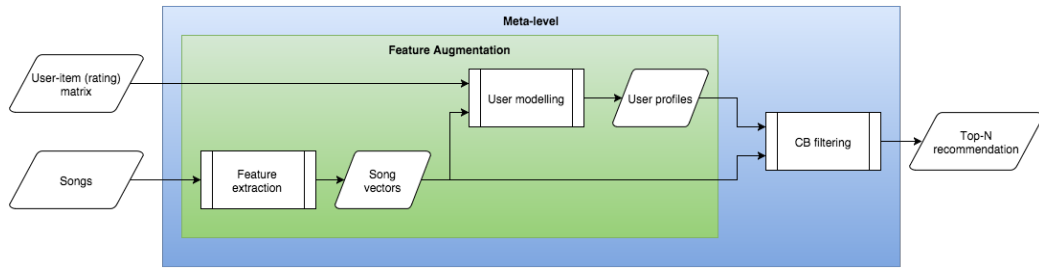 Meta-level
Feature Augmentation
User-item (rating)
matrix
User modelling
User profiles
CB filtering
Top-N
recommendation
Songs
Feature
extraction
Song
vectors